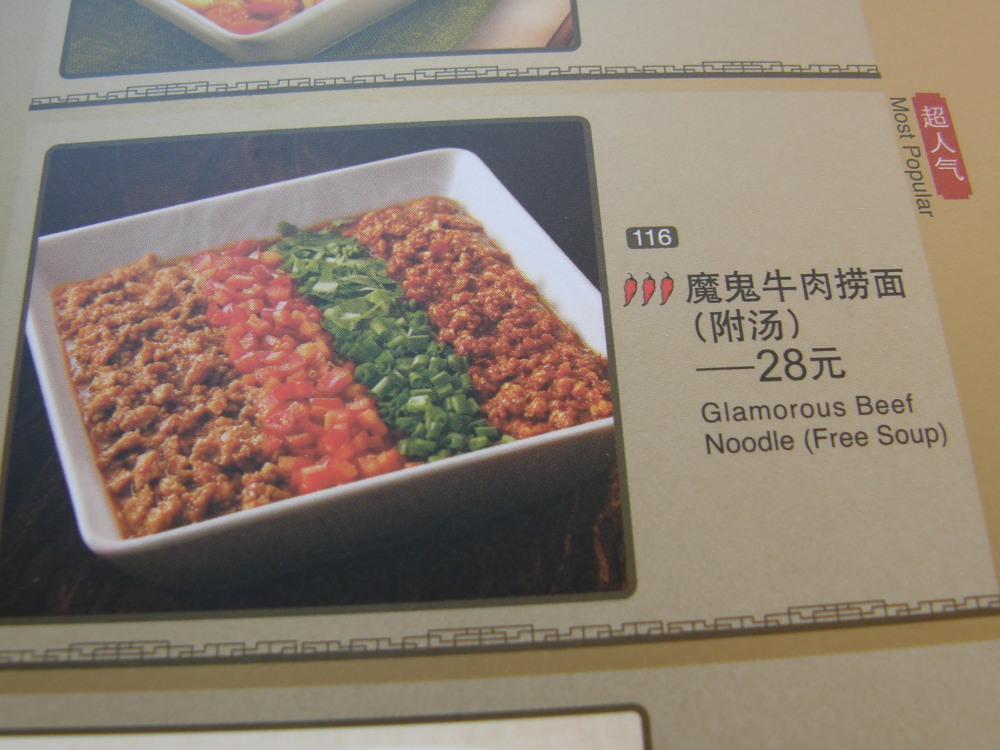 超人气
Most Popular
116
魔鬼牛肉捞面
（附汤）
——28元
Glamorous Beef
Noodle (Free Soup)